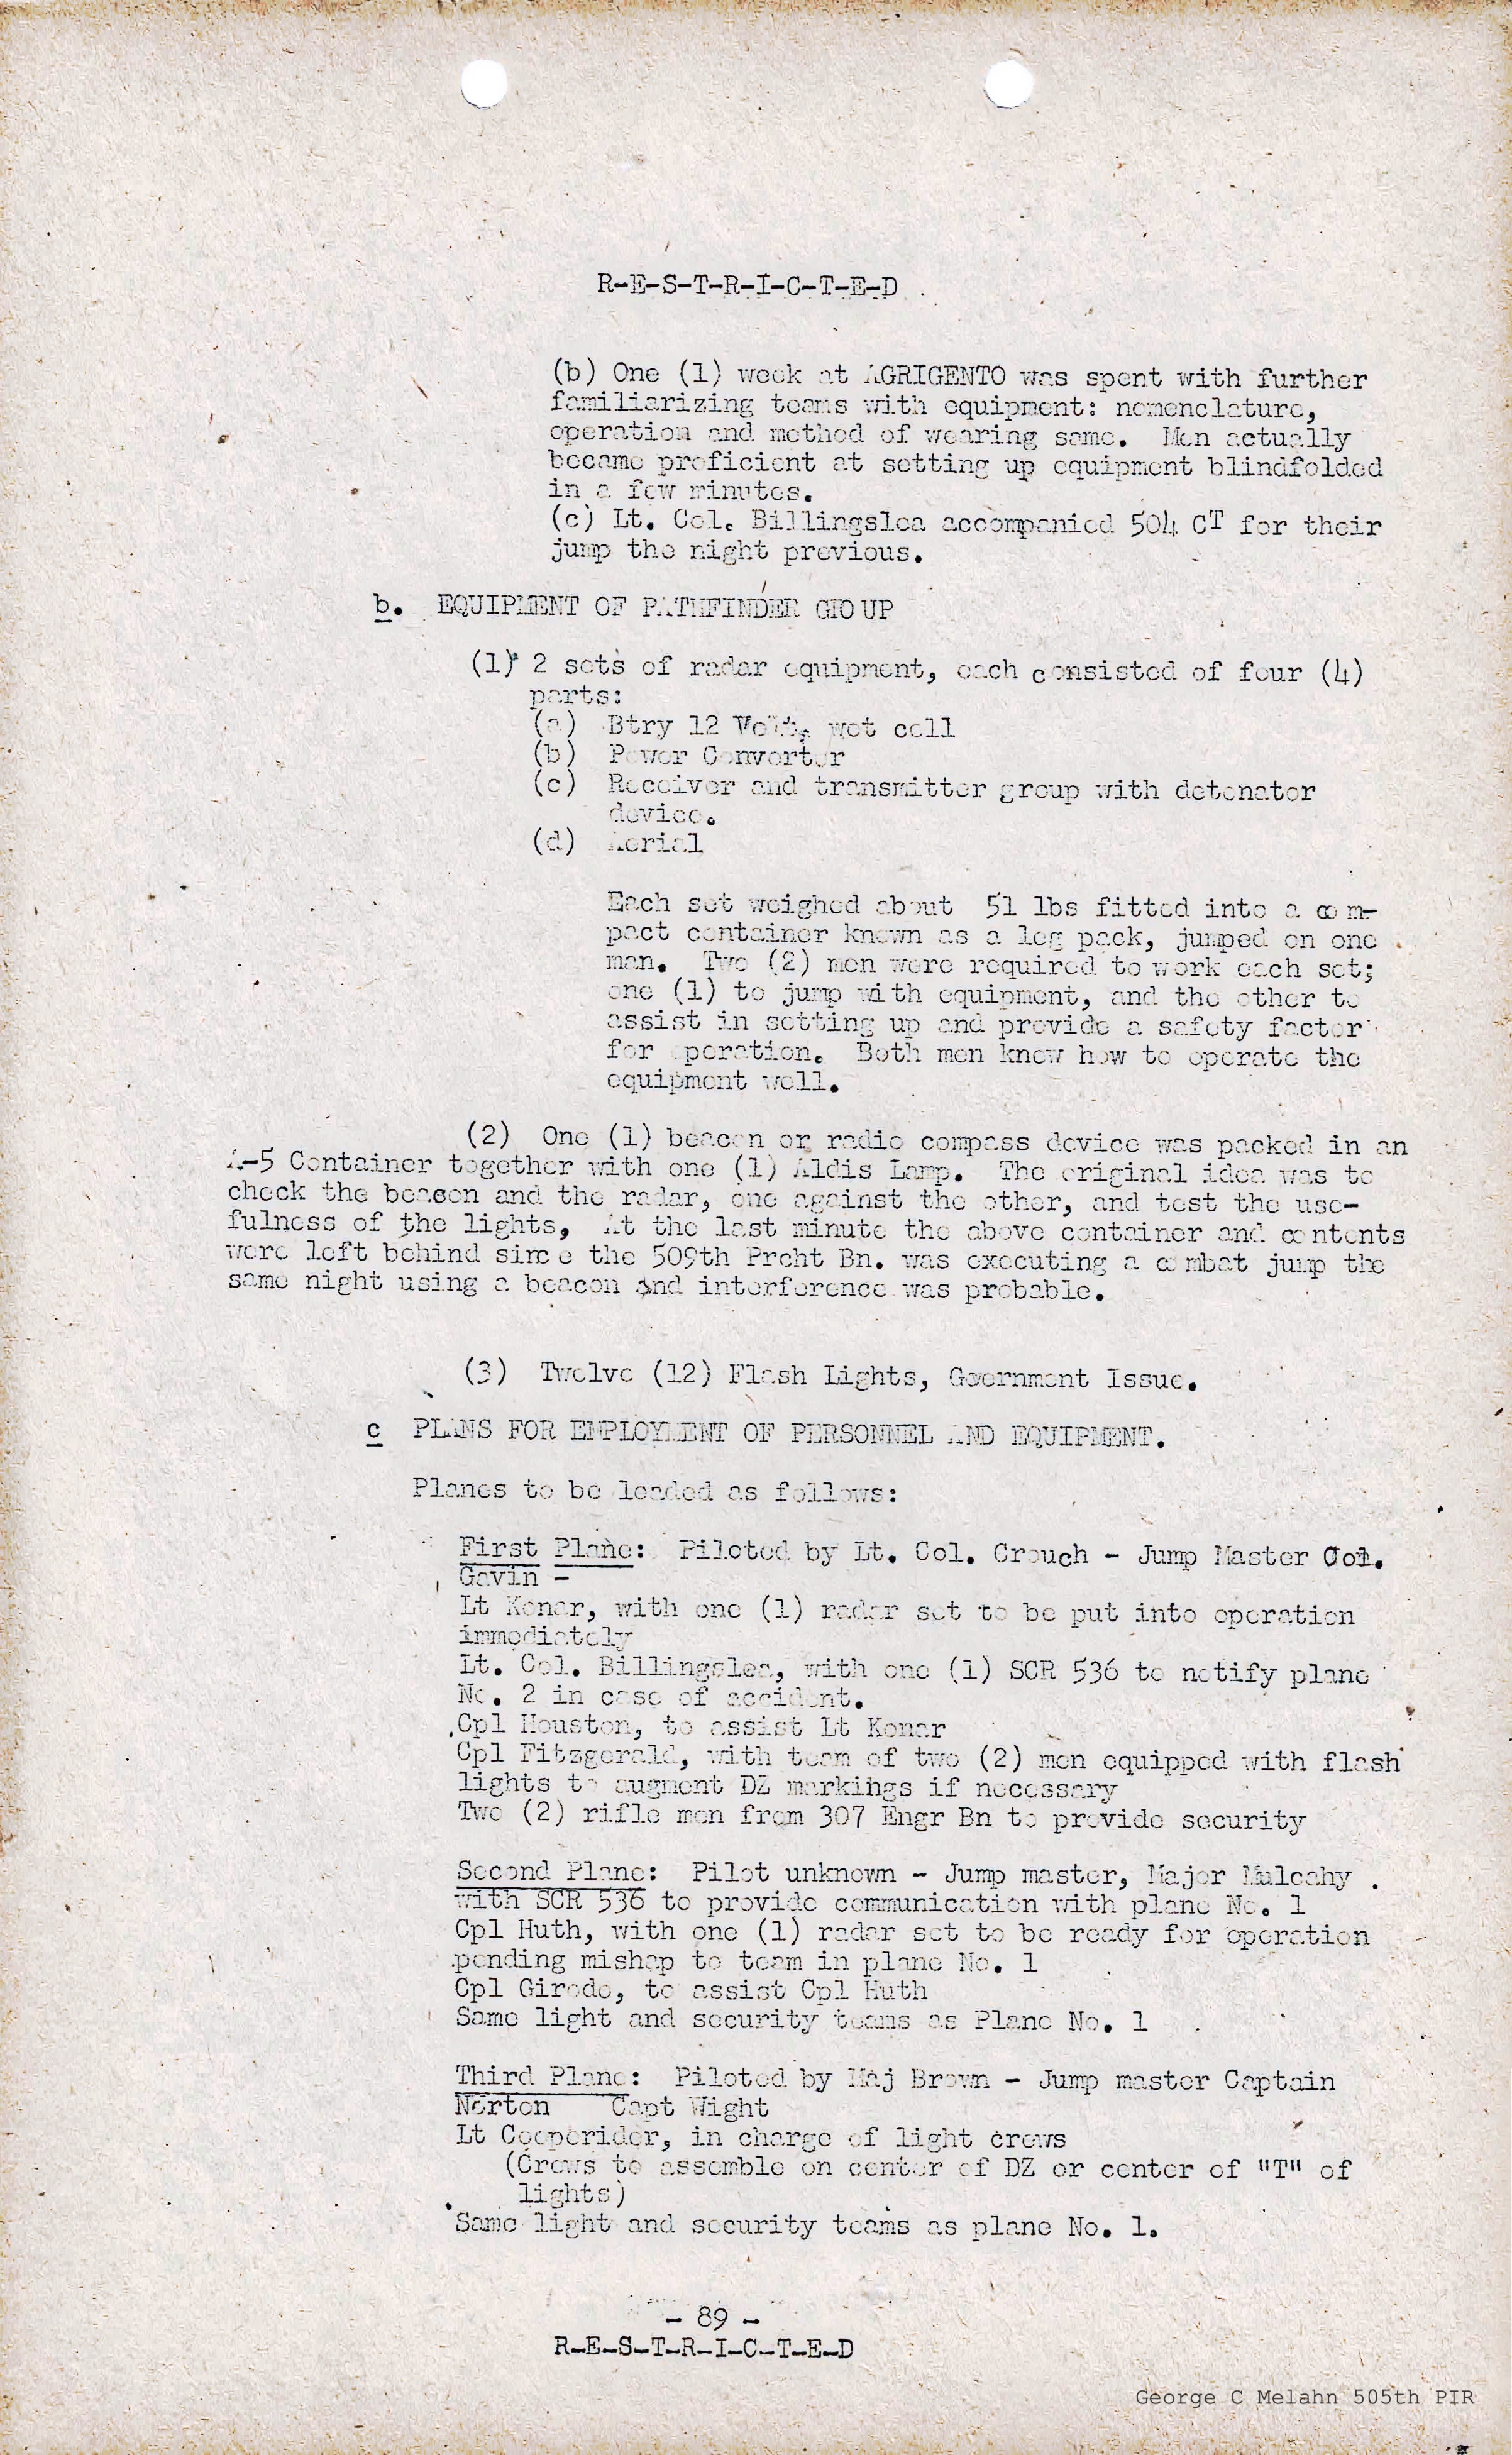 R-E-S-T-R-I-C-T-E-D
(b) One (1) week at AGRIGENTO was spent with further
familiarizing teams with equipment: nomenclature,
operation and method of wearing same. Men actually
became proficient at setting up equipment blindfolded
in a few minutes.
(c) Lt. Col. Billingslea accompanied 504 CT for their
jump the night previous.
b. EQUIPMENT OF PATHFINDER GROUP
(1) 2 sets of radar equipment, each consisted of four (4)
parts:
(a) Btry 12 Volt, wet cell
(b) Power Convertor
(c) Receiver and transmitter group with detonator
device.
(d) Aerial
Each set weighed about 51 lbs fitted into a com-
pact container known as a leg pack, jumped on one
man. Two (2) men were required to work each set;
one (1) to jump with equipment, and the other to
assist in setting up and provide a safety factor
for operation. Both men knew how to operate the
equipment well.
(2) One (1) beacon or radio compass device was packed in an
A-5 Container together with one (1) Aldis Lamp. The original idea was to
check the beacon and the radar, one against the other, and test the use-
fulness of the lights, At the last minute the above container and contents
were left behind since the 509th Prcht Bn. was executing a combat jump the
same night using a beacon and interference was probable.
(3) Twelve (12) Flash Lights, Government Issue.
c PLANS FOR EMPLOYMENT OF PERSONNEL AND EQUIPMENT.
Planes to be loaded as follows:
First Plane: Piloted by Lt. Col. Crouch - Jump Master Col.
Gavin -
Lt Konar, with one (1) radar set to be put into operation
immediately
Lt. Col. Billingslea, with one (1) SCR 536 to notify plane
No. 2 in case of accident.
Cpl Houston, to assist Lt Konar
Cpl Fitzgerald, with team of two (2) men equipped with flash
lights to augment DZ markings if necessary
Two (2) rifle men from 307 Engr Bn to provide security
Second Plane: Pilot unknown - Jump master, Major Mulcahy
with SCR 536 to provide communication with plane No. 1
Cpl Huth, with one (1) radar set to be ready for operation
pending mishap to team in plane No. 1
Cpl Girodo, to assist Cpl Huth
Same light and security teams as Plane No. 1
Third Plane: Piloted by Maj Brown - Jump master Captain
Norton Capt Wight
Lt Cooperider, in charge of light crews
(Crews to assemble on center of DZ or center of "T" of
lights)
Same light and security teams as plane No. 1.
- 89 -
R-E-S-T-R-I-C-T-E-D
George C Melahn 505th PIR